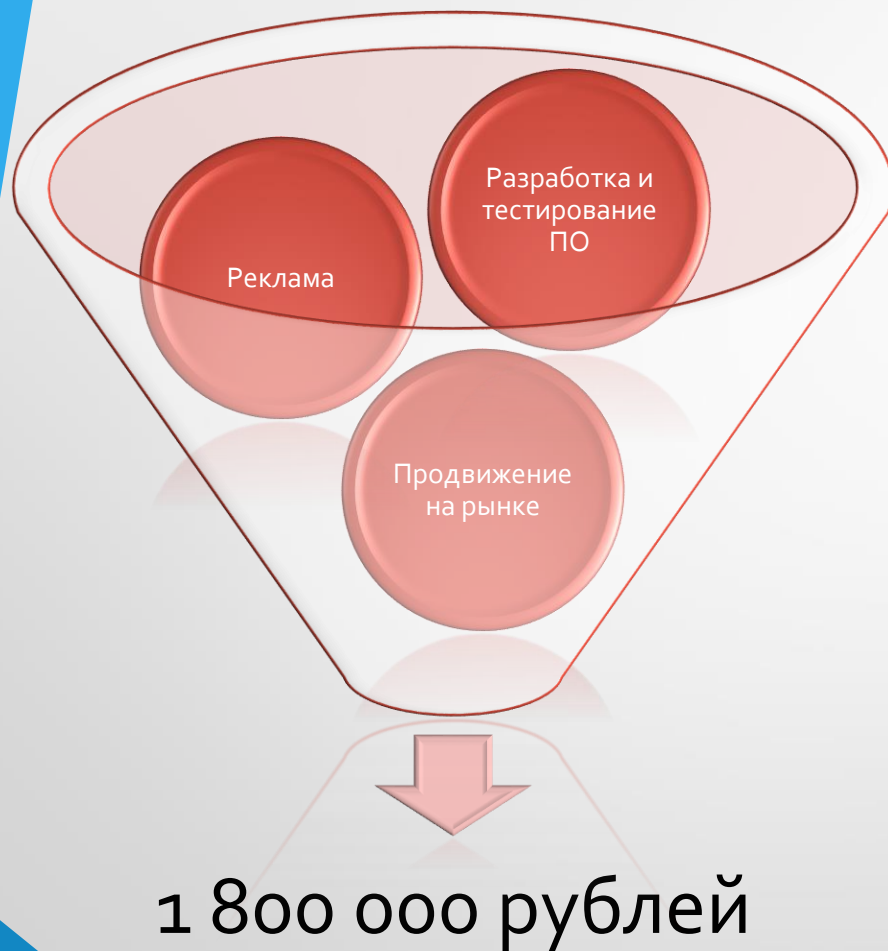 Разработка и
тестирование
ПО
Реклама
Продвижение
на рынке
1 800 000 рублей